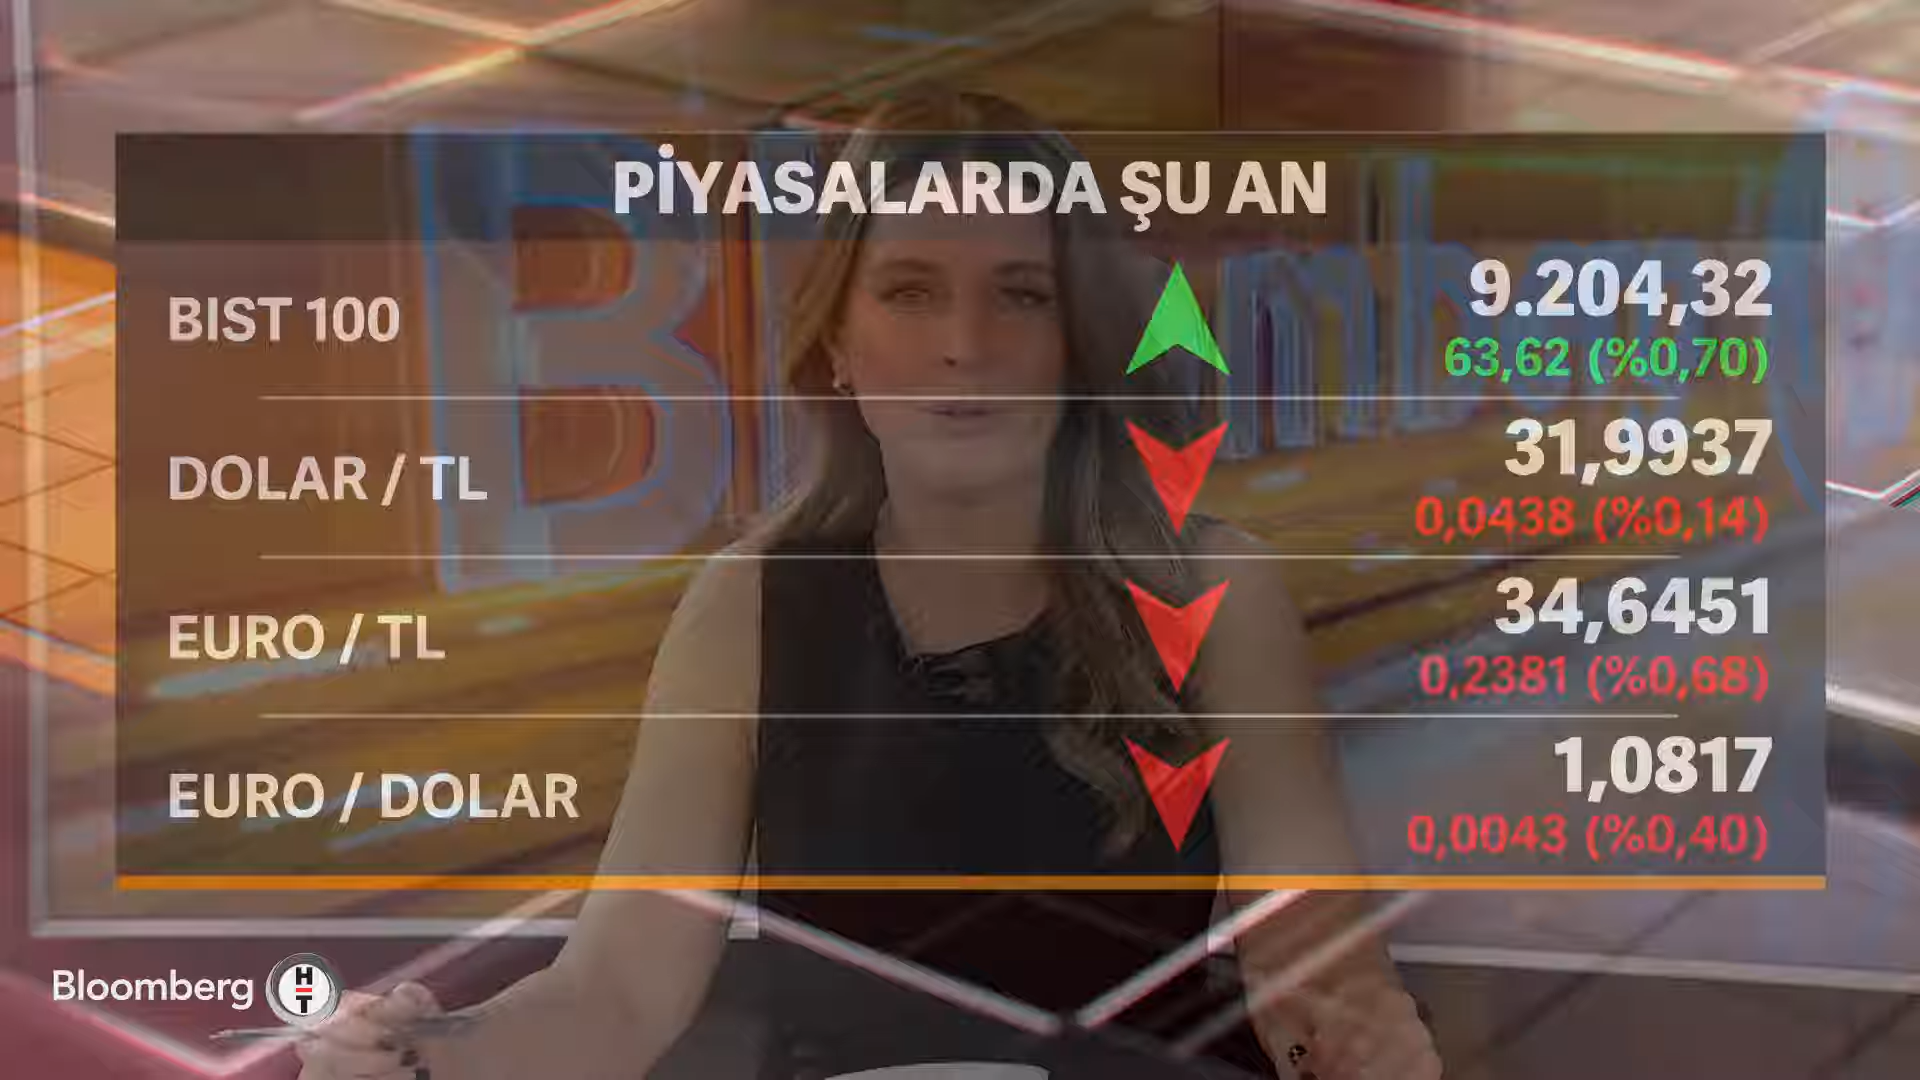 PİYASALARDA ŞU AN
BIST 100
9.204,32
63,62 (%0,70)
DOLAR / TL
31,9937
0,0438 (%0,14)
EURO / TL
34,6451
0,2381 (%0,68)
EURO / DOLAR
1,0817
0,0043 (%0,40)
Bloomberg HT